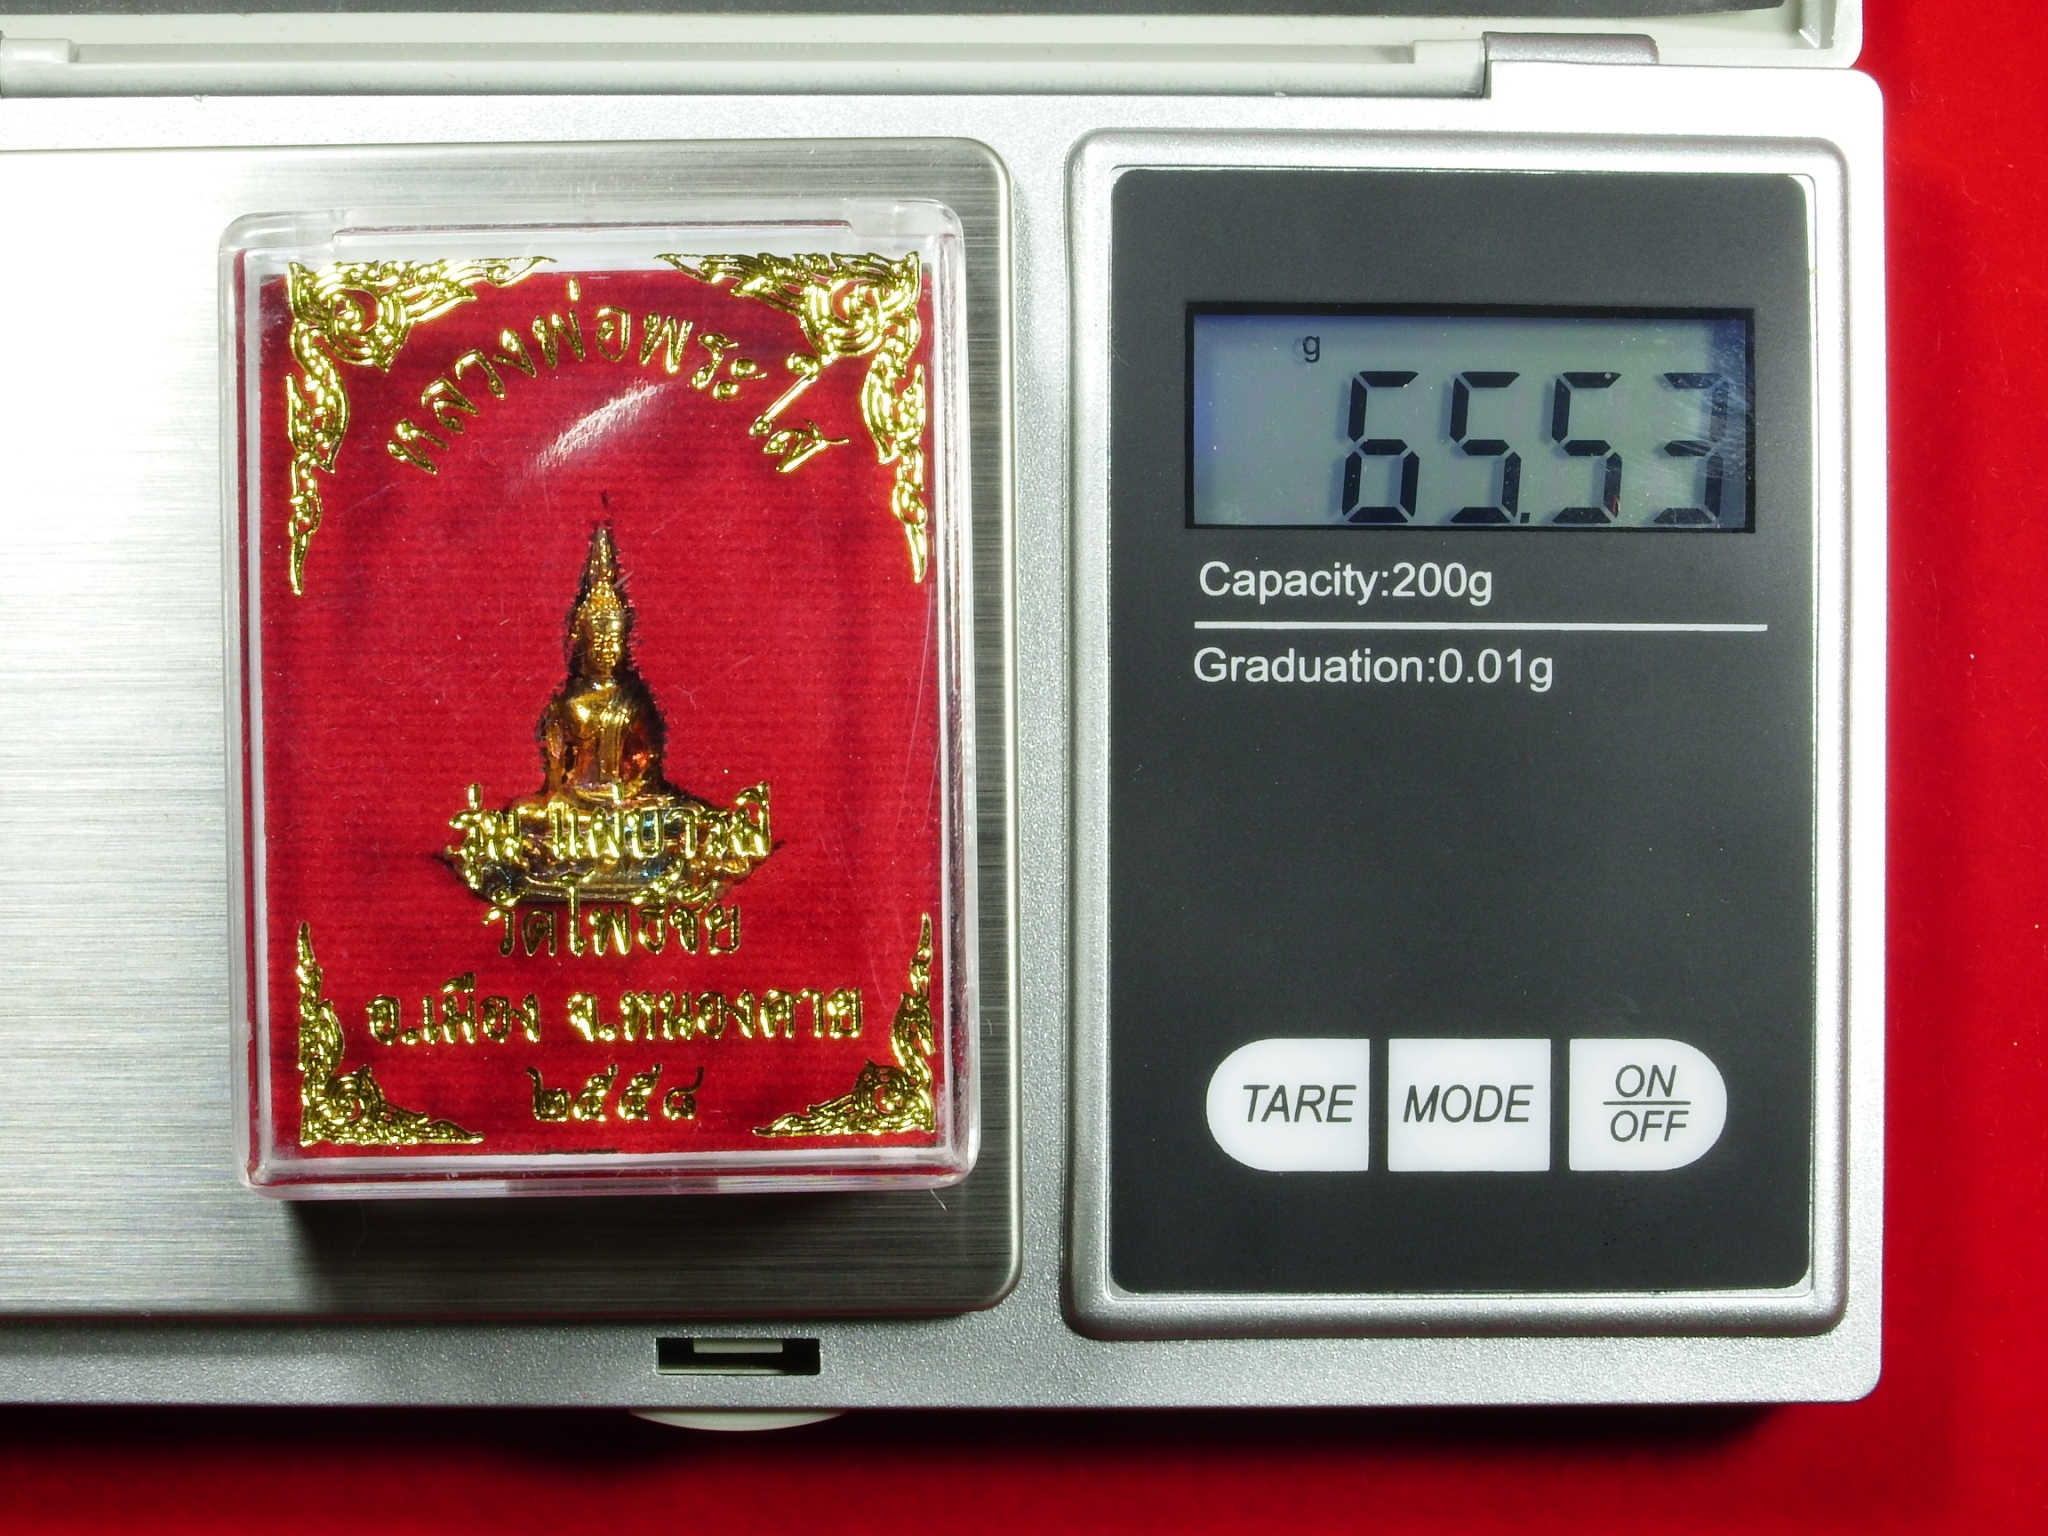 หลวงพ่อพระใส
รุ่น แผ่บารมี
วัดโพธิ์ชัย
อ.เมือง จ.หนองคาย
๒๕๕๘
g
65.53
Capacity:200g
Graduation:0.01g
TARE
MODE
ON
OFF